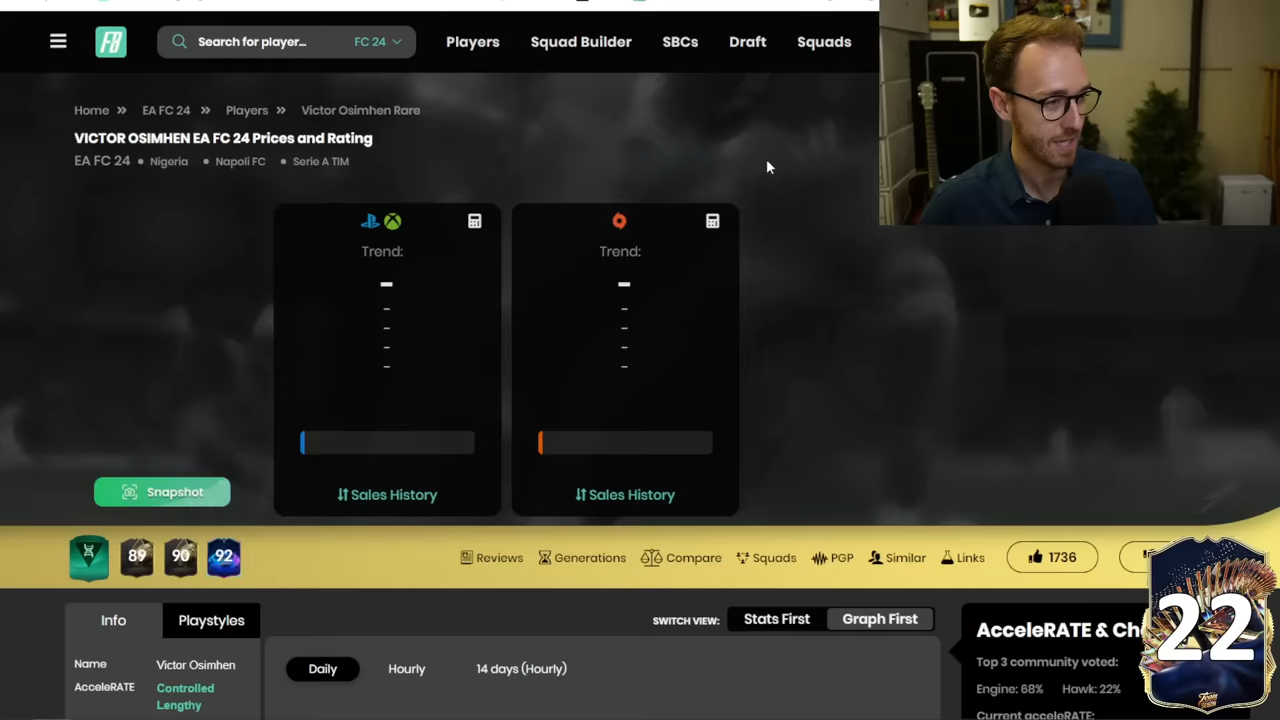 FB
Search for player...
FC 24
Players
Squad Builder
SBCs
Draft
Squads
Home » EA FC 24 » Players » Victor Osimhen Rare
VICTOR OSIMHEN EA FC 24 Prices and Rating
EA FC 24 • Nigeria • Napoli FC • Serie A TIM
Trend:
Trend:
-
-
-
-
-
-
-
-
-
-
Sales History
Sales History
Snapshot
89
90
92
Reviews
Generations
Compare
Squads
PGP
Similar
Links
1736
22
Info
Playstyles
SWITCH VIEW:
Stats First
Graph First
AcceleRATE & Ch
Name
Victor Osimhen
Daily
Hourly
14 days (Hourly)
Top 3 community voted:
AcceleRATE
Controlled
Lengthy
Engine: 68%
Hawk: 22%
Current acceleRATE: